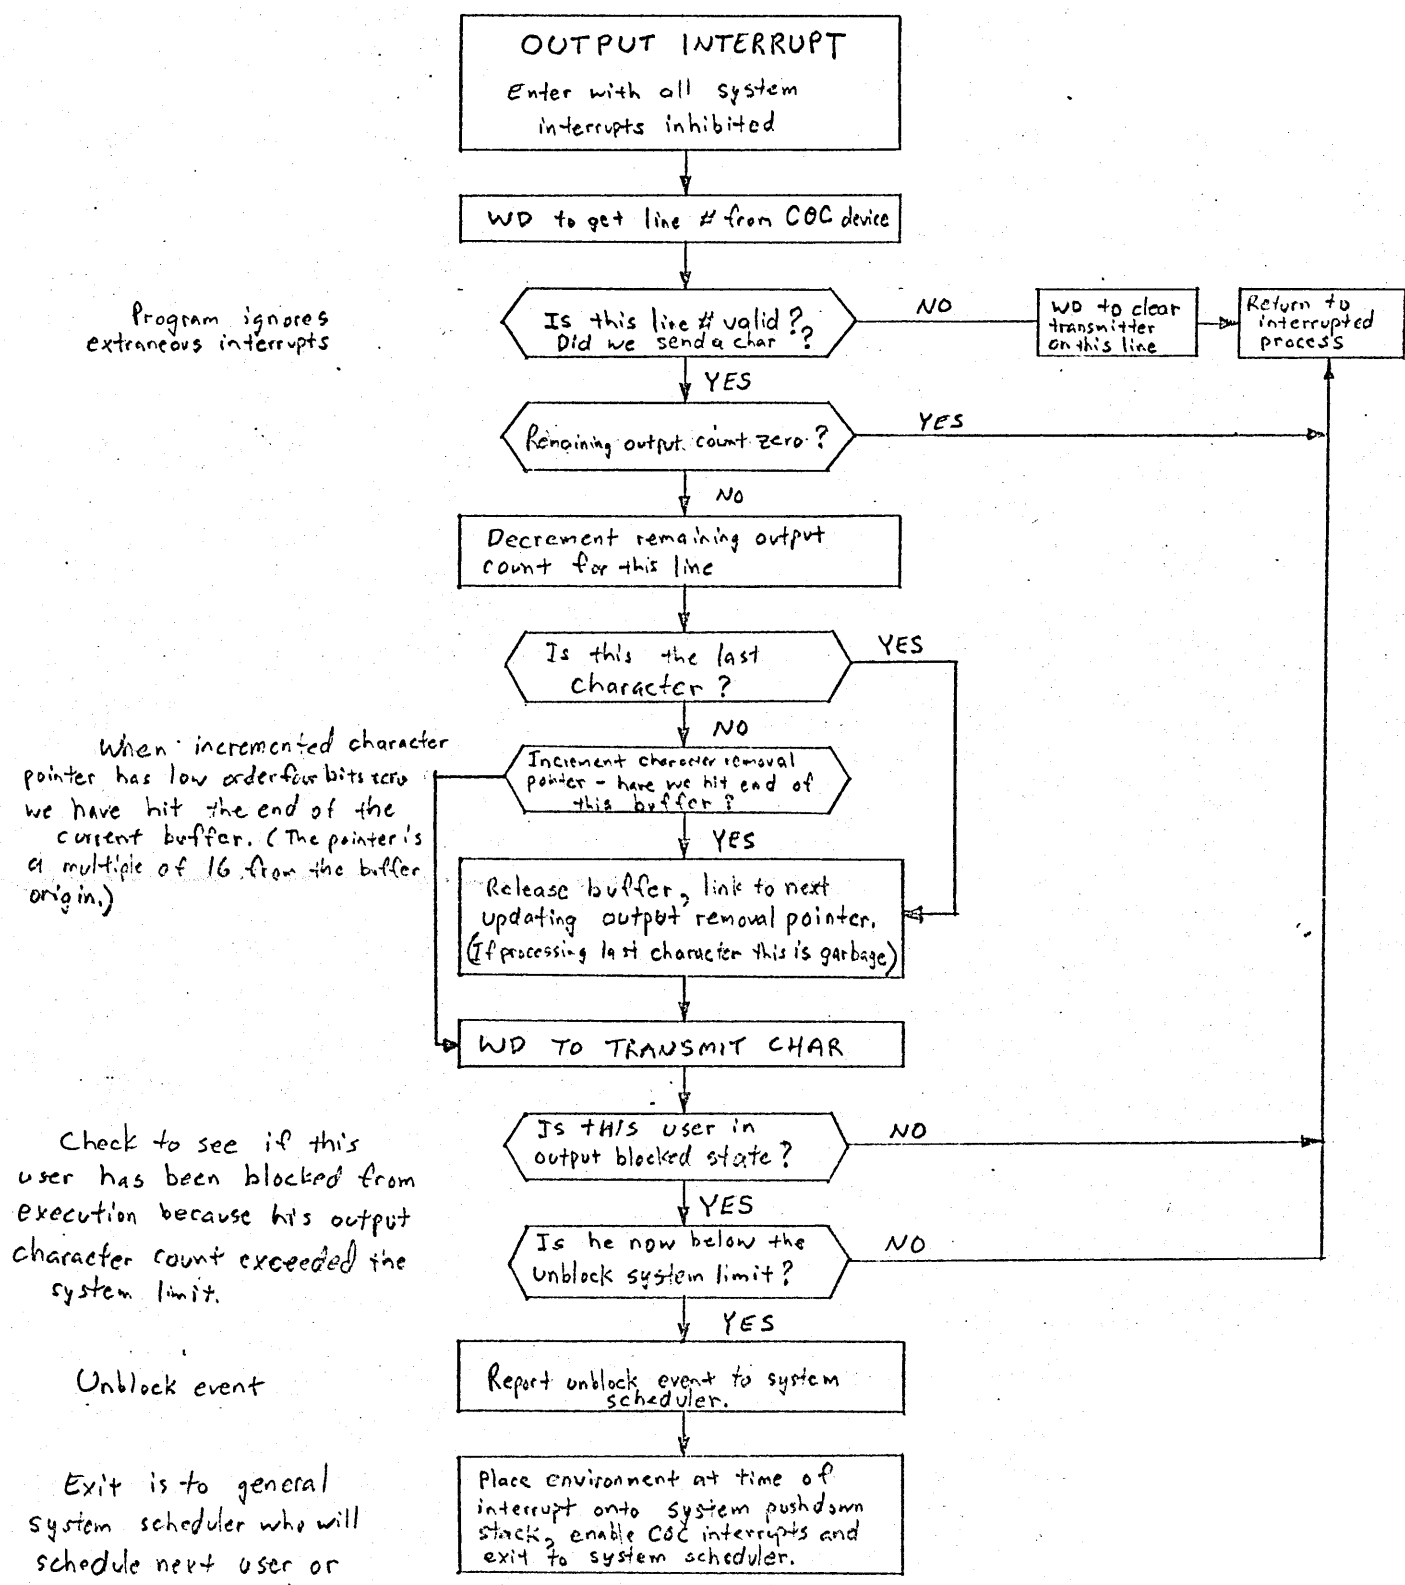 OUTPUT INTERRUPT
Enter with all system
interrupts inhibited
WD to get line # from COC device
Program ignores
extraneous interrupts
Is this line # valid?
Did we send a char ?
NO
WD to clear
transmitter
on this line
Return to
interrupted
process
YES
Remaining output count zero?
YES
NO
Decrement remaining output
count for this line
Is this the last
character?
YES
NO
When incremented character
pointer has low order four bits zero
we have hit the end of the
current buffer. (The pointer is
a multiple of 16 from the buffer
origin.)
Increment character removal
pointer - have we hit end of
this buffer?
YES
Release buffer, link to next
updating output removal pointer.
(If processing last character this is garbage)
WD TO TRANSMIT CHAR
Check to see if this
user has been blocked from
execution because his output
character count exceeded the
system limit.
Is THIS user in
output blocked state?
NO
YES
Is he now below the
unblock system limit?
NO
YES
Unblock event
Report unblock event to system
scheduler.
Exit is to general
system scheduler who will
schedule next user or
Place environment at time of
interrupt onto system pushdown
stack, enable COC interrupts and
exit to system scheduler.